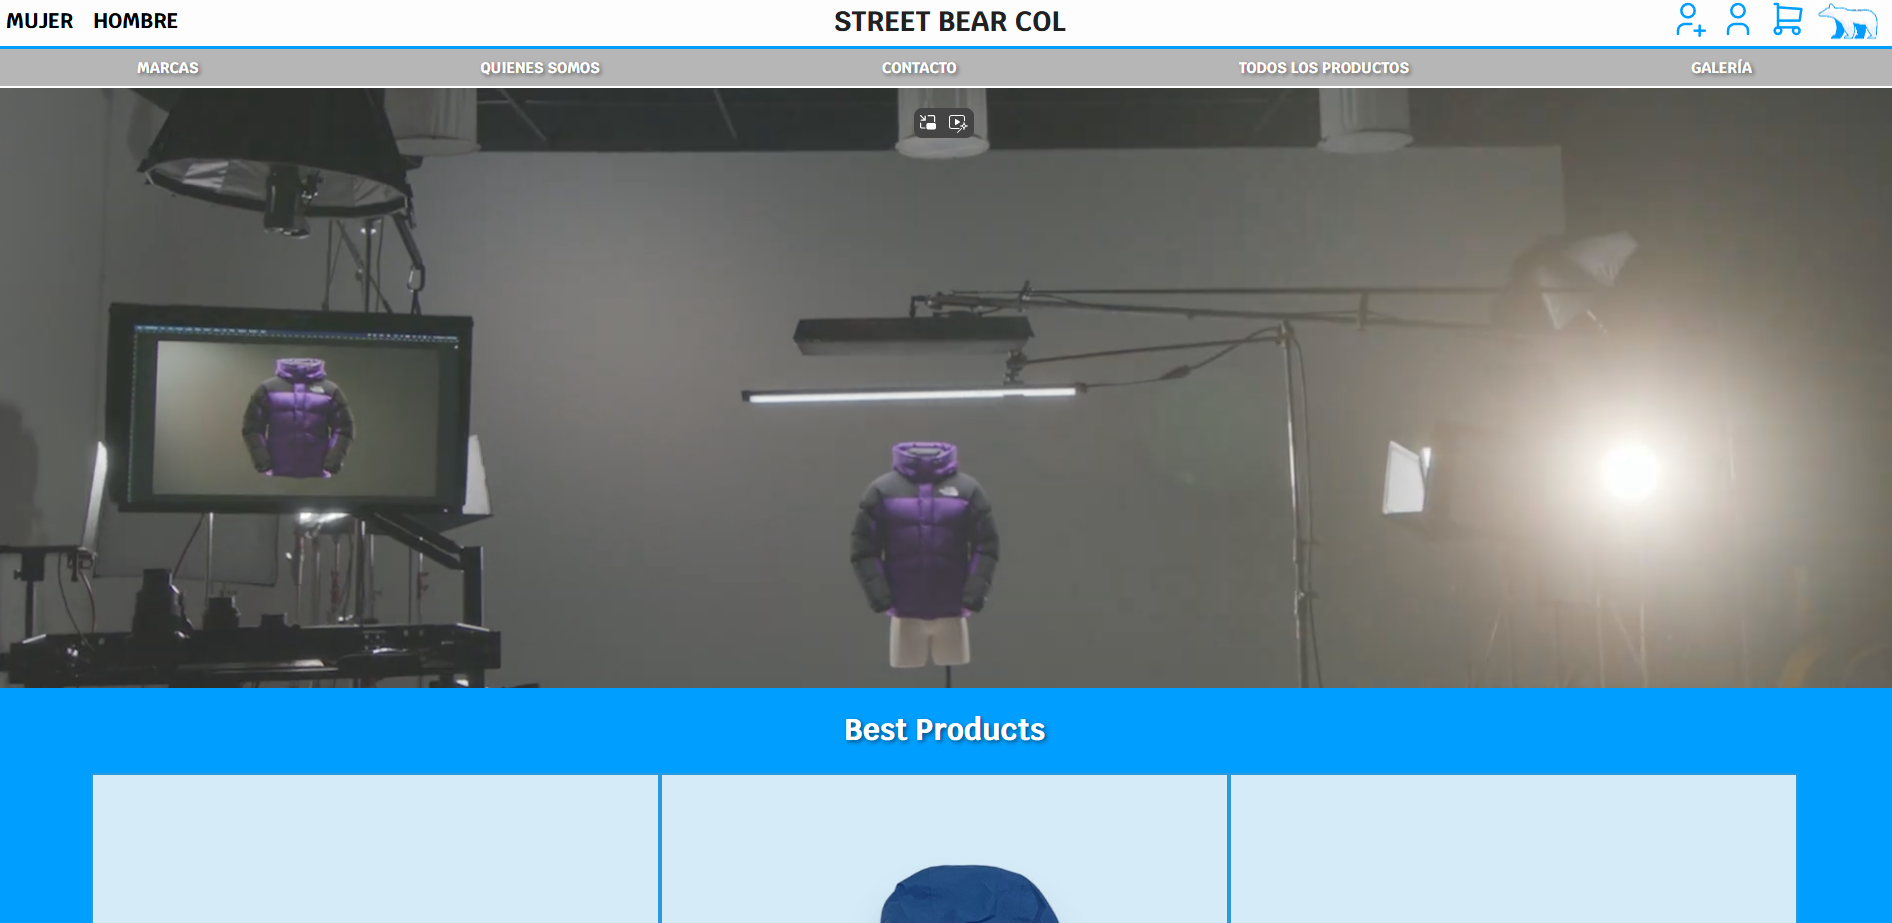 MUJER HOMBRE STREET BEAR COL
MARCAS QUIENES SOMOS CONTACTO TODOS LOS PRODUCTOS GALERÍA
Best Products